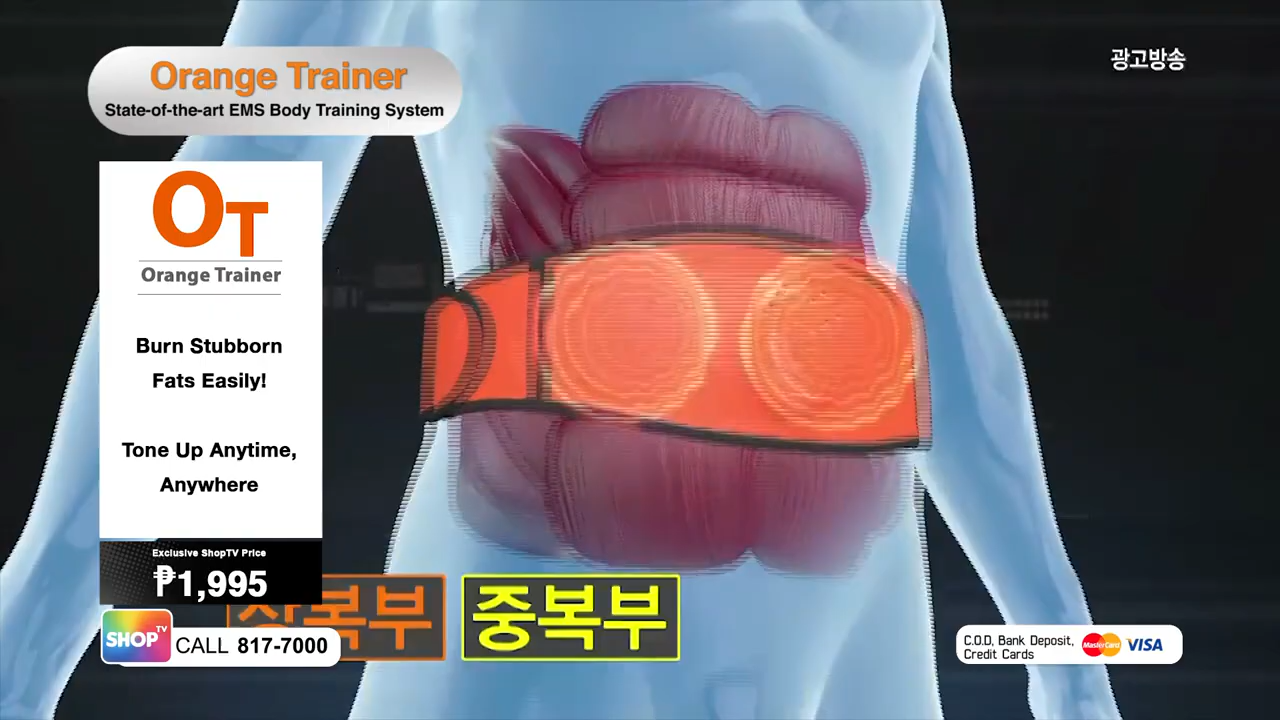 Orange Trainer
State-of-the-art EMS Body Training System
광고방송
OT
Orange Trainer
Burn Stubborn
Fats Easily!
Tone Up Anytime,
Anywhere
Exclusive ShopTV Price
₱1,995
복부
중복부
SHOP TV
CALL 817-7000
C.O.D, Bank Deposit,
Credit Cards
MasterCard
VISA